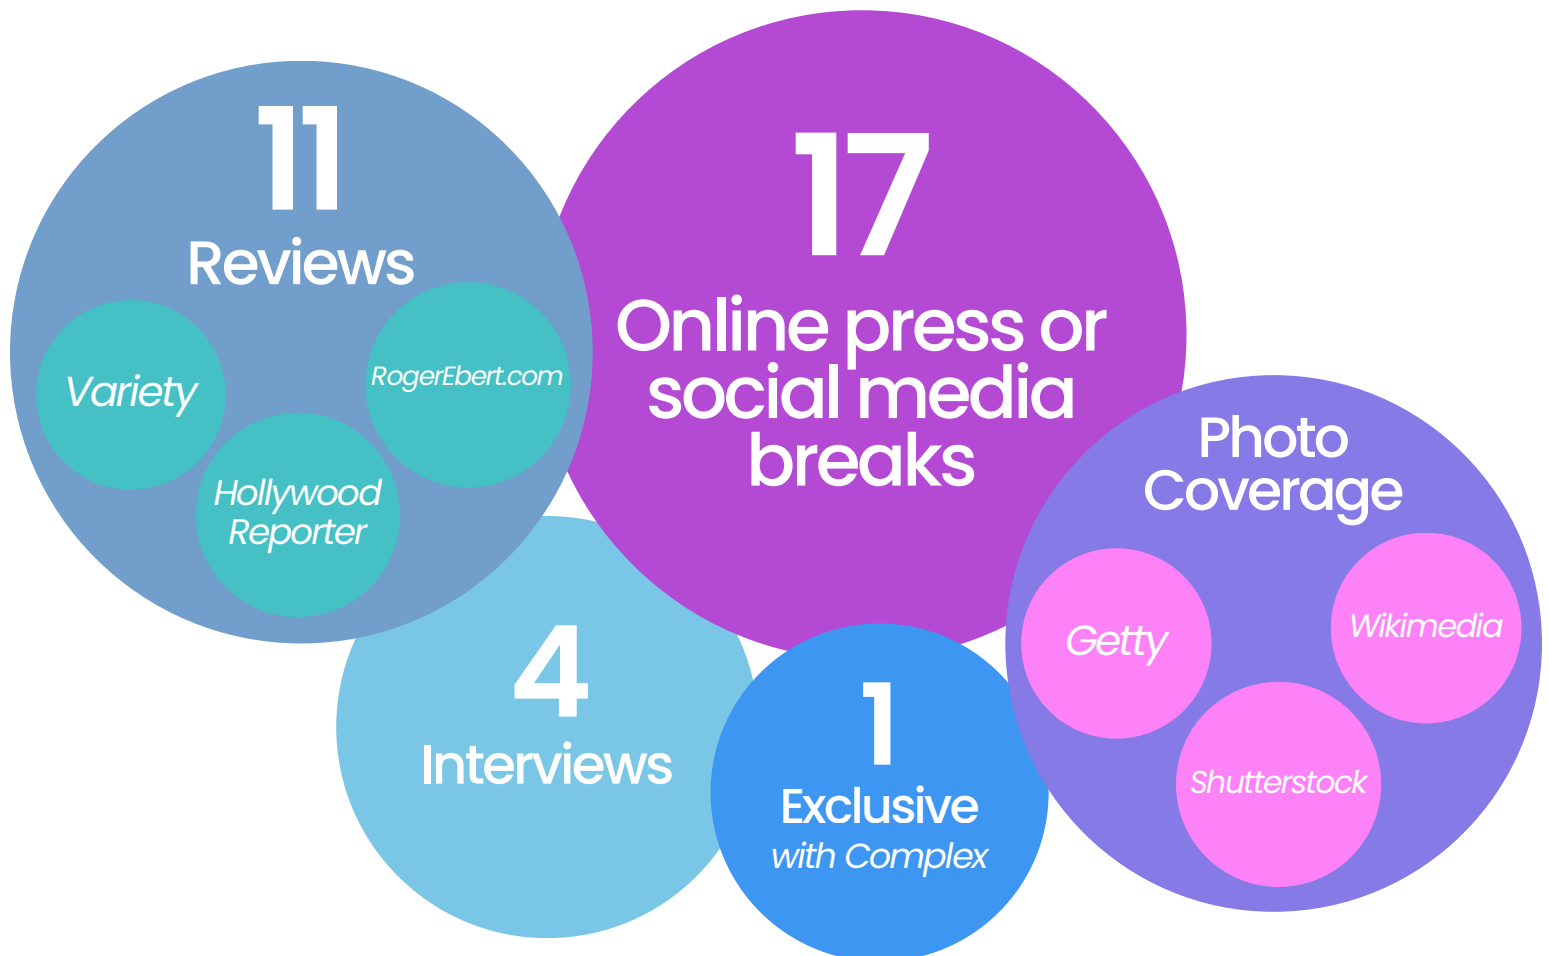 11
Reviews
Variety
RogerEbert.com
Hollywood
Reporter
17
Online press or
social media
breaks
Photo
Coverage
Getty
Wikimedia
Shutterstock
4
Interviews
1
Exclusive
with Complex